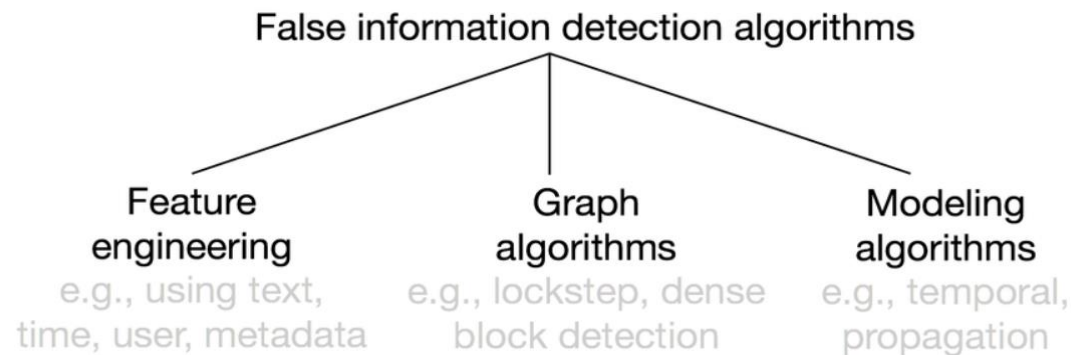 False information detection algorithms
Feature
engineering
e.g., using text,
time, user, metadata
Graph
algorithms
e.g., lockstep, dense
block detection
Modeling
algorithms
e.g., temporal,
propagation